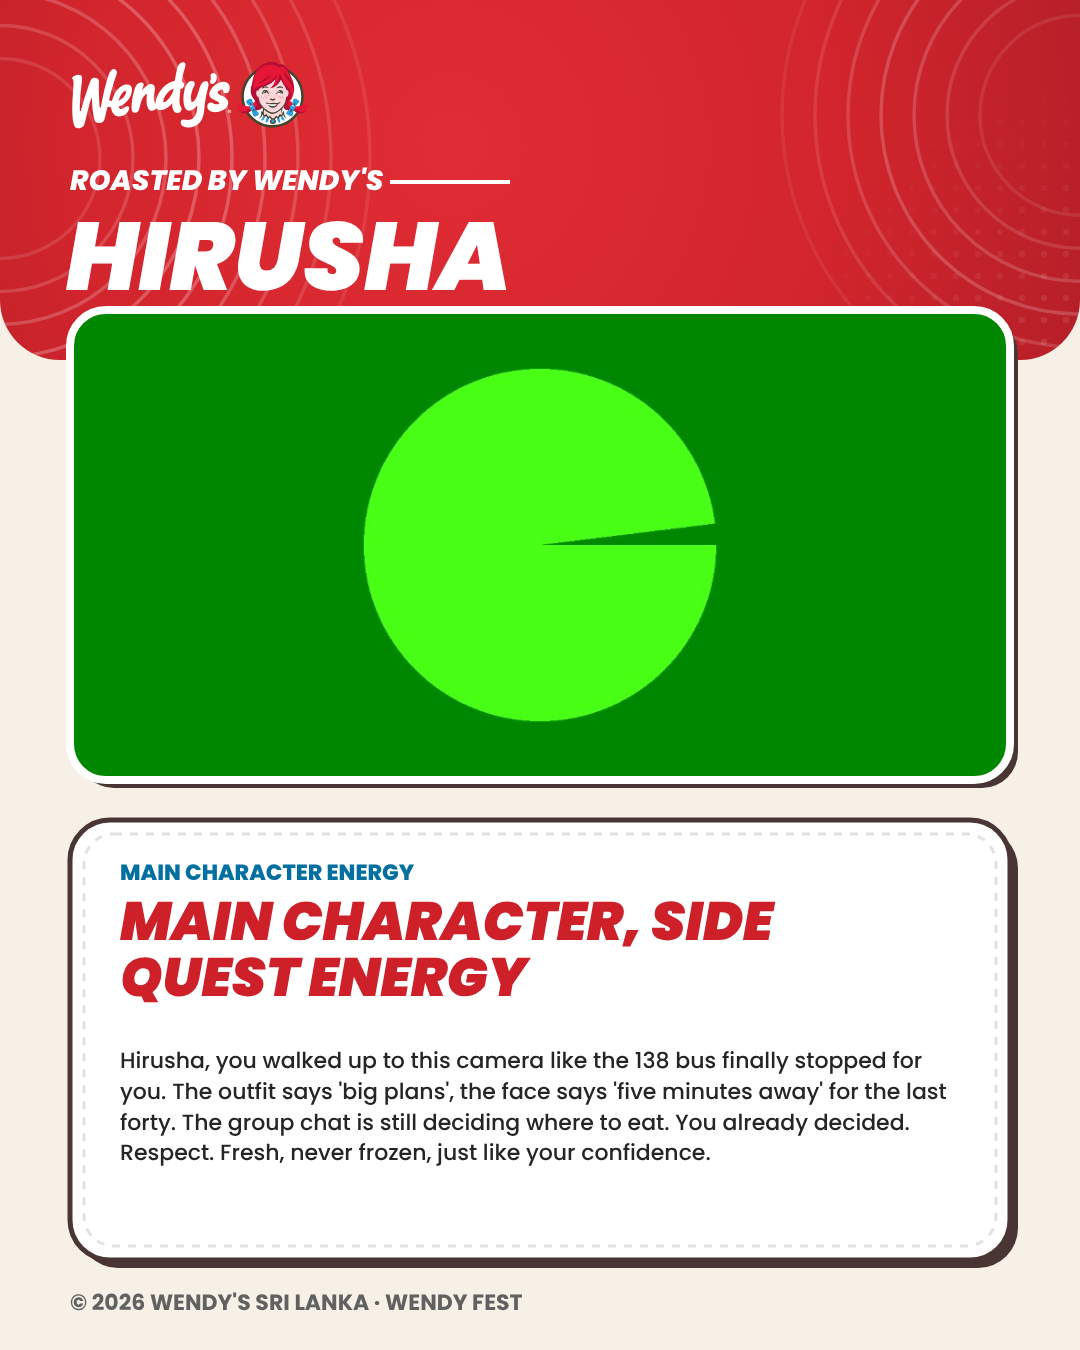 Wendy's
ROASTED BY WENDY'S
HIRUSHA
MAIN CHARACTER ENERGY
MAIN CHARACTER, SIDE
QUEST ENERGY
Hirusha, you walked up to this camera like the 138 bus finally stopped for
you. The outfit says 'big plans', the face says 'five minutes away' for the last
forty. The group chat is still deciding where to eat. You already decided.
Respect. Fresh, never frozen, just like your confidence.
© 2026 WENDY'S SRI LANKA · WENDY FEST